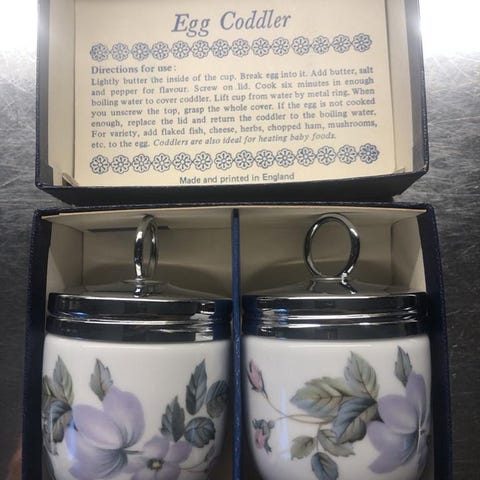 Egg Coddler
Directions for use:
Lightly butter the inside of the cup. Break egg into it. Add butter, salt
and pepper for flavour. Screw on lid. Cook six minutes in enough
boiling water to cover coddler. Lift cup from water by metal ring. When
you unscrew the top, grasp the whole cover. If the egg is not cooked
enough, replace the lid and return the coddler to the boiling water.
For variety, add flaked fish, cheese, herbs, chopped ham, mushrooms,
etc. to the egg. Coddlers are also ideal for heating baby foods.
Made and printed in England